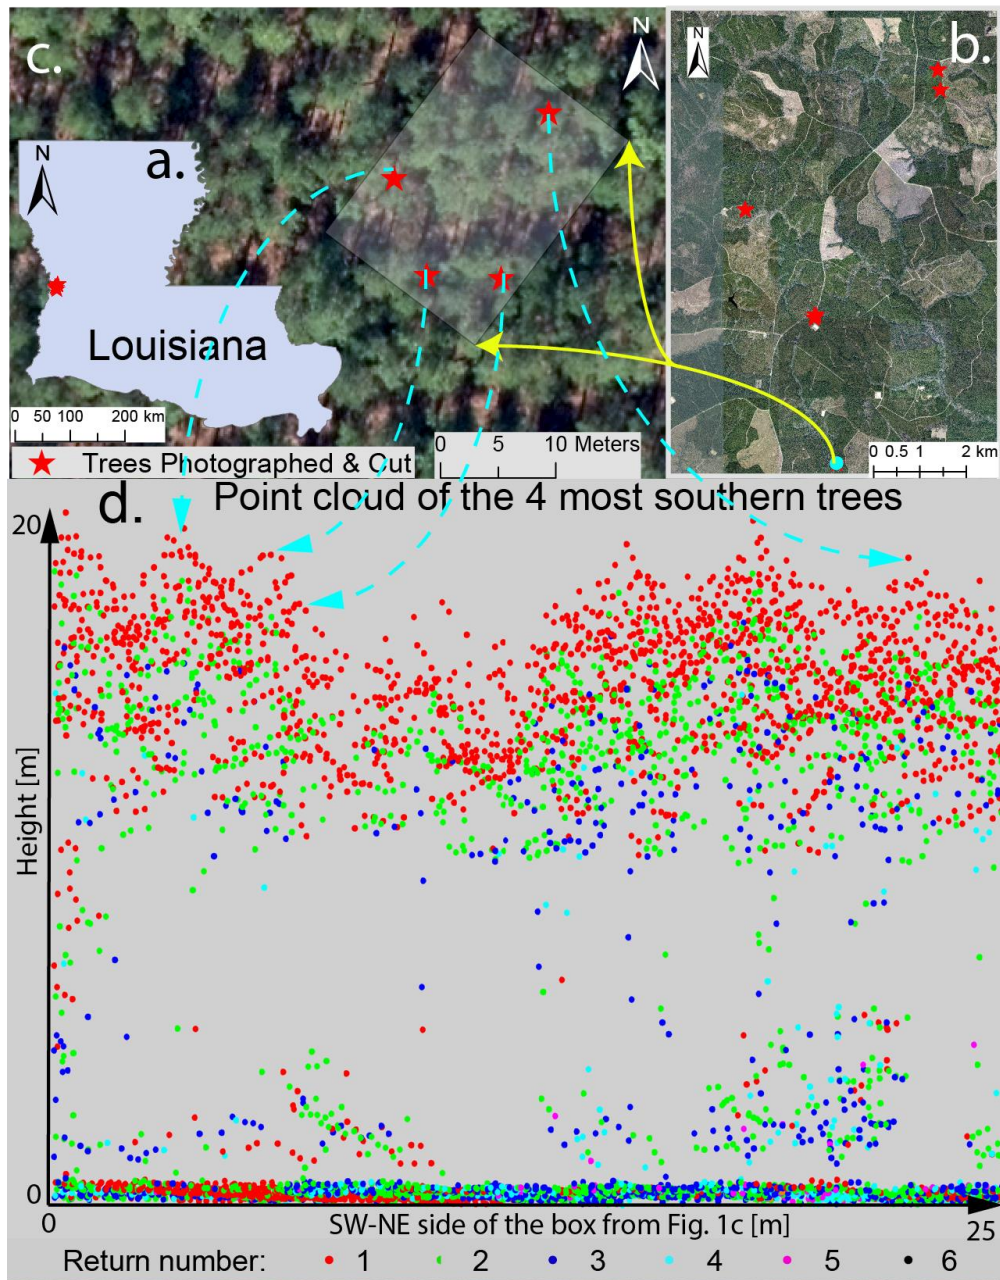 c.
N
N
b.
N
a.
Louisiana
0 50 100 200 km
0 5 10 Meters
0 0.5 1 2 km
Trees Photographed & Cut
d.
Point cloud of the 4 most southern trees
20
Height [m]
0
0
SW-NE side of the box from Fig. 1c [m]
25
Return number: 1 2 3 4 5 6